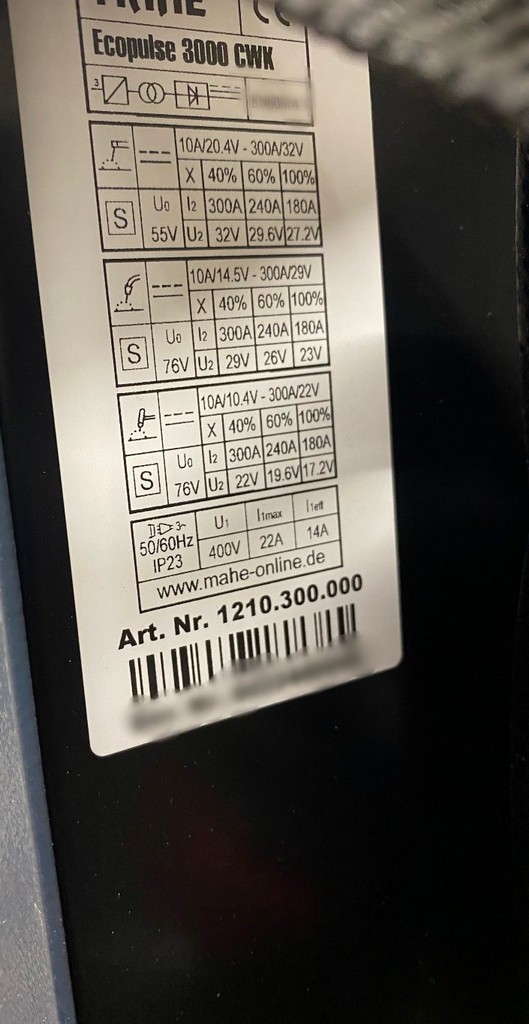 Ecopulse 3000 CWK
3
10A/20.4V - 300A/32V
X 40% 60% 100%
S U0 I2 300A 240A 180A
55V U2 32V 29.6V 27.2V
10A/14.5V - 300A/29V
X 40% 60% 100%
S U0 I2 300A 240A 180A
76V U2 29V 26V 23V
10A/10.4V - 300A/22V
X 40% 60% 100%
S U0 I2 300A 240A 180A
76V U2 22V 19.6V 17.2V
3~ U1 I1max I1eff
50/60Hz 400V 22A 14A
IP23
www.mahe-online.de
Art. Nr. 1210.300.000